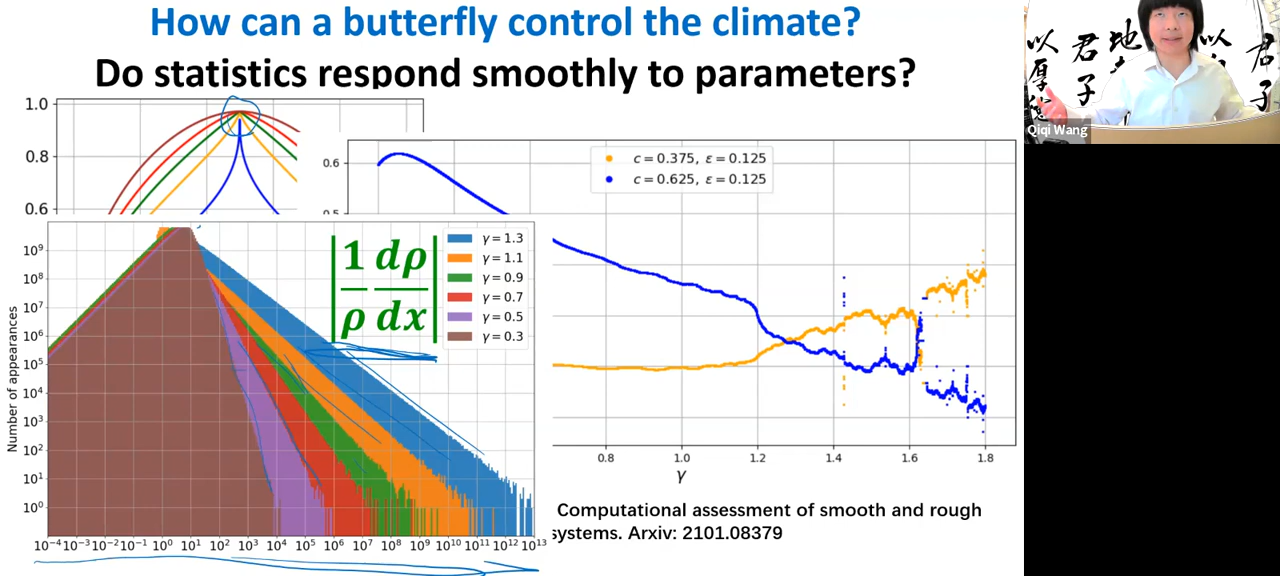 How can a butterfly control the climate?
Do statistics respond smoothly to parameters?
以 君 地 以 君
厚 子 子
Qiqi Wang
1.0
0.8
0.6
0.6
0.5
c = 0.375, ε = 0.125
c = 0.625, ε = 0.125
0.8 1.0 1.2 1.4 1.6 1.8
γ
Number of appearances
10⁹
10⁸
10⁷
10⁶
10⁵
10⁴
10³
10²
10¹
10⁰
|1/ρ dρ/dx|
γ = 1.3
γ = 1.1
γ = 0.9
γ = 0.7
γ = 0.5
γ = 0.3
10⁻⁴ 10⁻³ 10⁻² 10⁻¹ 10⁰ 10¹ 10² 10³ 10⁴ 10⁵ 10⁶ 10⁷ 10⁸ 10⁹ 10¹⁰ 10¹¹ 10¹² 10¹³
Computational assessment of smooth and rough
systems. Arxiv: 2101.08379